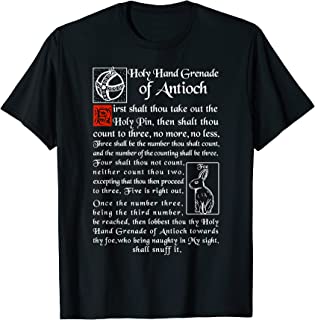 Holy Hand Grenade
of Antioch
First shalt thou take out the
Holy Pin, then shalt thou
count to three, no more, no less.
Three shall be the number thou shalt count,
and the number of the counting shall be three.
Four shalt thou not count,
neither count thou two,
excepting that thou then proceed
to three. Five is right out.
Once the number three,
being the third number,
be reached, then lobbest thou thy Holy
Hand Grenade of Antioch towards
thy foe, who being naughty in My sight,
shall snuff it.